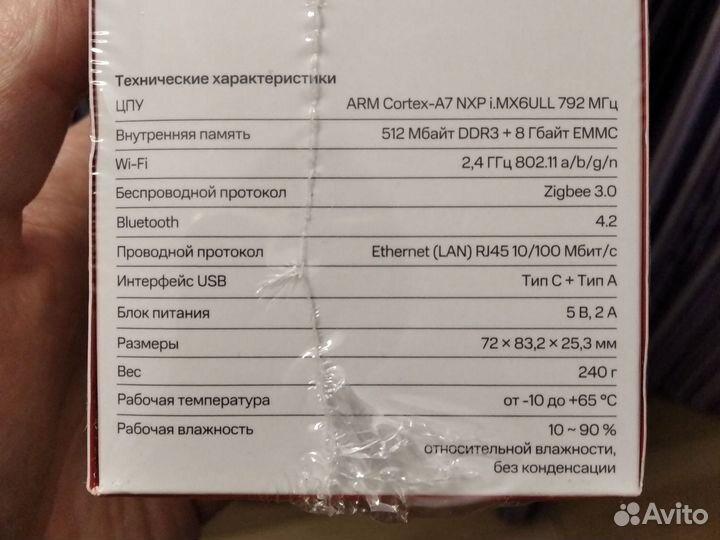 Технические характеристики
ЦПУ ARM Cortex-A7 NXP i.MX6ULL 792 МГц
Внутренняя память 512 Мбайт DDR3 + 8 Гбайт EMMC
Wi-Fi 2,4 ГГц 802.11 a/b/g/n
Беспроводной протокол Zigbee 3.0
Bluetooth 4.2
Проводной протокол Ethernet (LAN) RJ45 10/100 Мбит/с
Интерфейс USB Тип C + Тип A
Блок питания 5 В, 2 А
Размеры 72 × 83,2 × 25,3 мм
Вес 240 г
Рабочая температура от -10 до +65 °C
Рабочая влажность 10 ~ 90 %
относительной влажности,
без конденсации
Avito